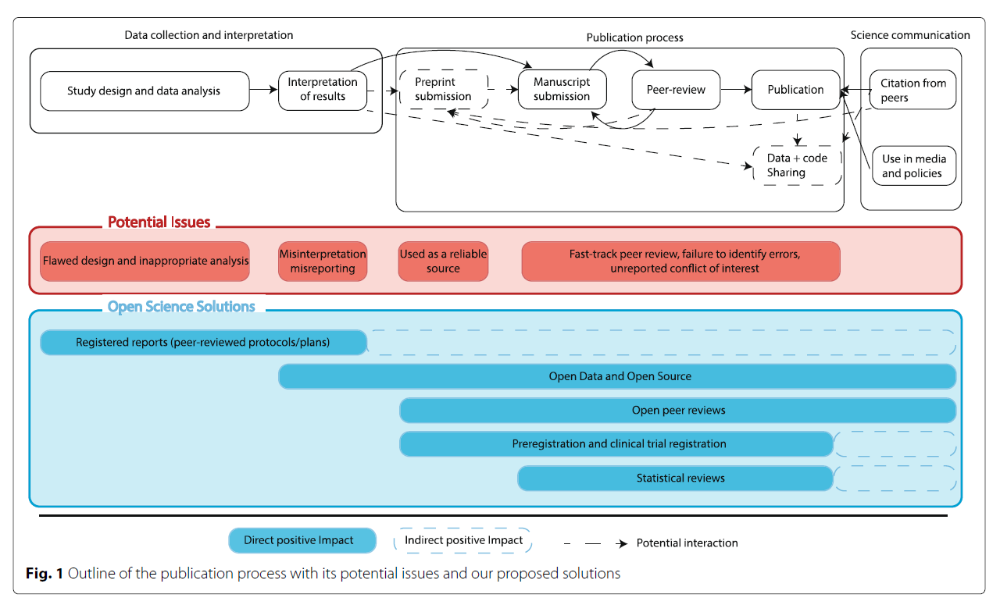 Data collection and interpretation
Publication process
Science communication
Study design and data analysis
Interpretation
of results
Preprint
submission
Manuscript
submission
Peer-review
Publication
Citation from
peers
Data + code
Sharing
Use in media
and policies
Potential Issues
Flawed design and inappropriate analysis
Misinterpretation
misreporting
Used as a reliable
source
Fast-track peer review, failure to identify errors,
unreported conflict of interest
Open Science Solutions
Registered reports (peer-reviewed protocols/plans)
Open Data and Open Source
Open peer reviews
Preregistration and clinical trial registration
Statistical reviews
Direct positive Impact
Indirect positive Impact
Potential interaction
Fig. 1 Outline of the publication process with its potential issues and our proposed solutions